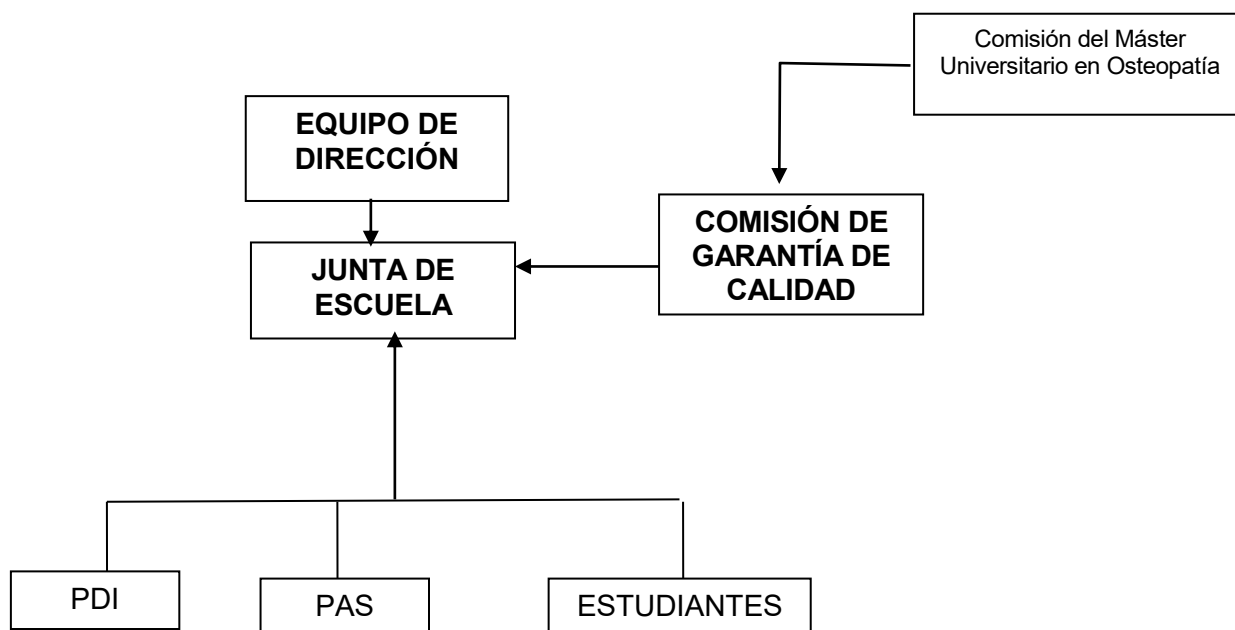 Comisión del Máster
Universitario en Osteopatía
EQUIPO DE
DIRECCIÓN
COMISIÓN DE
GARANTÍA DE
CALIDAD
JUNTA DE
ESCUELA
PDI
PAS
ESTUDIANTES